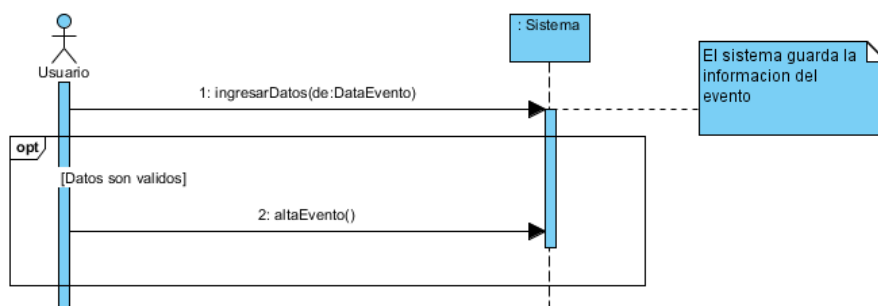 : Sistema
El sistema guarda la
informacion del
evento
Usuario
1: ingresarDatos(de:DataEvento)
opt
[Datos son validos]
2: altaEvento()